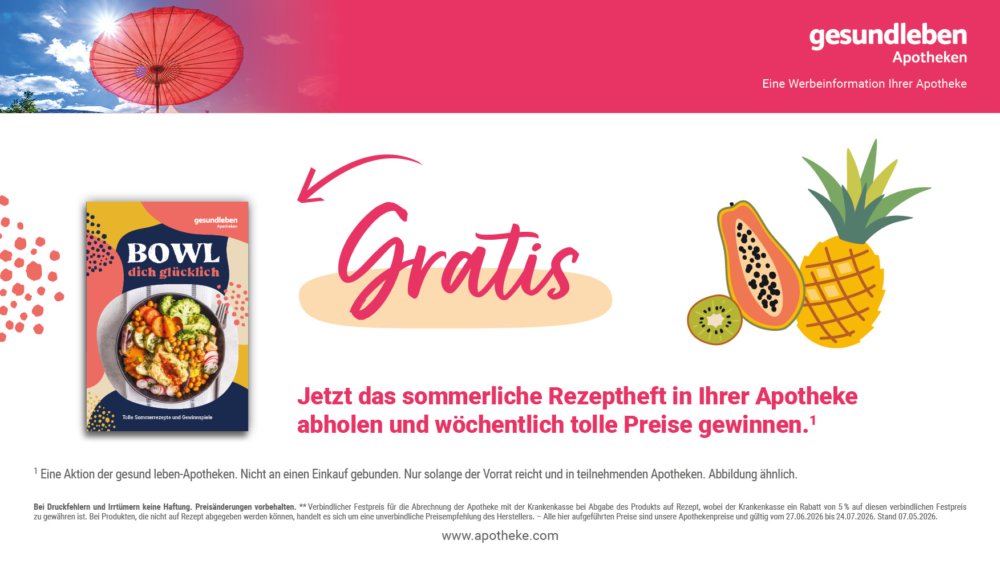 gesundleben
Apotheken
Eine Werbeinformation Ihrer Apotheke
gesundleben
Apotheken
BOWL
dich glücklich
Tolle Sommerrezepte und Gewinnspiele
Gratis
Jetzt das sommerliche Rezeptheft in Ihrer Apotheke
abholen und wöchentlich tolle Preise gewinnen.¹
¹ Eine Aktion der gesund leben-Apotheken. Nicht an einen Einkauf gebunden. Nur solange der Vorrat reicht und in teilnehmenden Apotheken. Abbildung ähnlich.
Bei Druckfehlern und Irrtümern keine Haftung. Preisänderungen vorbehalten. ** Verbindlicher Festpreis für die Abrechnung der Apotheke mit der Krankenkasse bei Abgabe des Produkts auf Rezept, wobei der Krankenkasse ein Rabatt von 5 % auf diesen verbindlichen Festpreis
zu gewähren ist. Bei Produkten, die nicht auf Rezept abgegeben werden können, handelt es sich um eine unverbindliche Preisempfehlung des Herstellers. – Alle hier aufgeführten Preise sind unsere Apothekenpreise und gültig vom 27.06.2026 bis 24.07.2026. Stand 07.05.2026.
www.apotheke.com